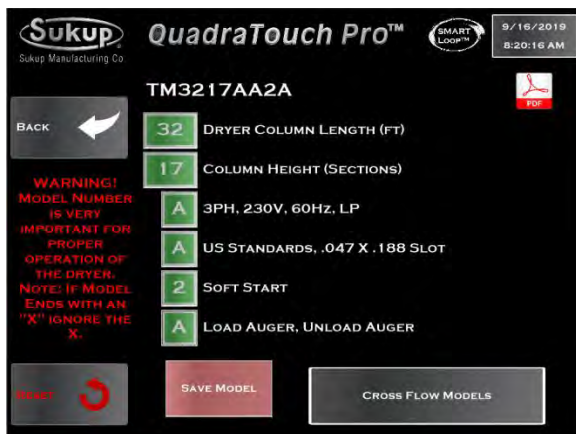 Sukup
Sukup Manufacturing Co
QuadraTouch Pro™
SMART
LOOP™
9/16/2019
8:20:16 AM
TM3217AA2A
PDF
BACK
32 DRYER COLUMN LENGTH (FT)
17 COLUMN HEIGHT (SECTIONS)
A 3PH, 230V, 60HZ, LP
A US STANDARDS, .047 X .188 SLOT
2 SOFT START
A LOAD AUGER, UNLOAD AUGER
WARNING!
MODEL NUMBER
IS VERY
IMPORTANT FOR
PROPER
OPERATION OF
THE DRYER.
NOTE: IF MODEL
ENDS WITH AN
"X" IGNORE THE
X.
RESET
SAVE MODEL
CROSS FLOW MODELS